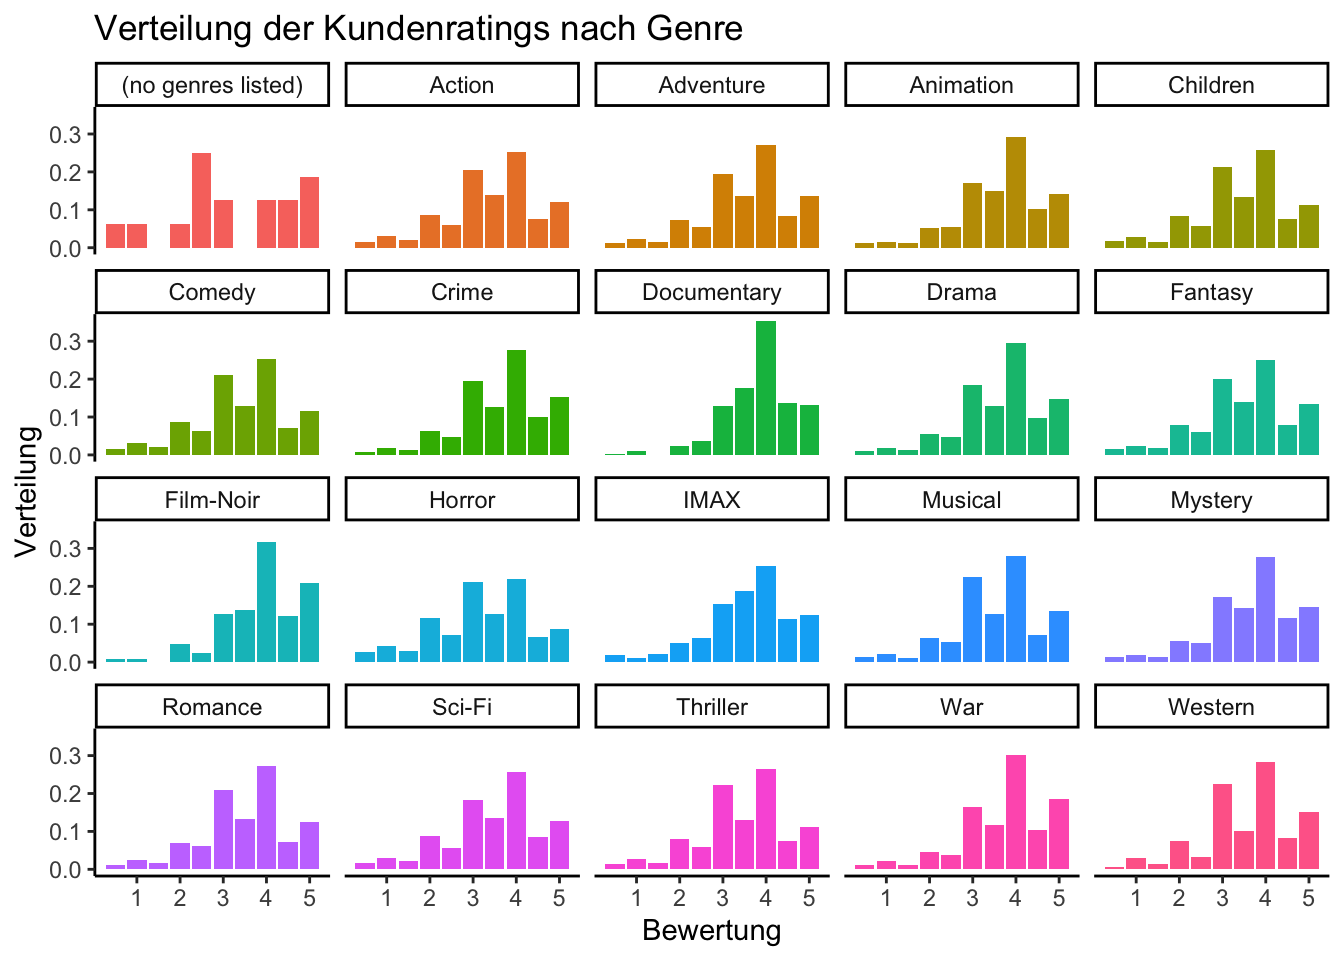 Verteilung der Kundenratings nach Genre
(no genres listed) Action Adventure Animation Children
0.3
0.2
0.1
0.0
Comedy Crime Documentary Drama Fantasy
0.3
0.2
0.1
0.0
Verteilung
Film-Noir Horror IMAX Musical Mystery
0.3
0.2
0.1
0.0
Romance Sci-Fi Thriller War Western
0.3
0.2
0.1
0.0
1 2 3 4 5 1 2 3 4 5 1 2 3 4 5 1 2 3 4 5 1 2 3 4 5
Bewertung